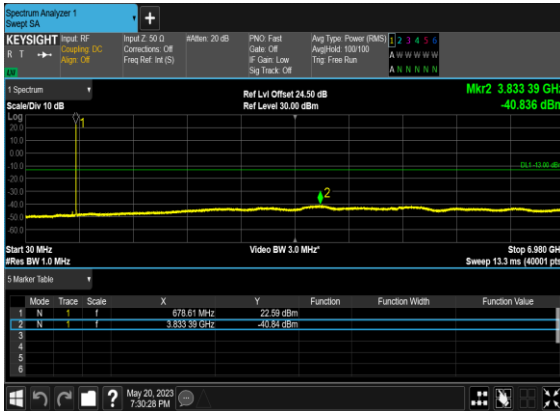 Spectrum Analyzer 1
Swept SA
KEYSIGHT
R T
Input: RF
Coupling: DC
Align: Off
Input Z: 50 Ω
Corrections: Off
Freq Ref: Int (S)
#Atten: 20 dB
PNO: Fast
Gate: Off
IF Gain: Low
Sig Track: Off
Avg Type: Power (RMS)
Avg|Hold: 100/100
Trig: Free Run
1 2 3 4 5 6
A W W W W W
A N N N N N
1 Spectrum
Scale/Div 10 dB
Ref Lvl Offset 24.50 dB
Ref Level 30.00 dBm
Mkr2 3.833 39 GHz
-40.836 dBm
Log
20.0
10.0
0.00
-10.0
-20.0
-30.0
-40.0
-50.0
-60.0
1
2
DL1 -13.00 dBm
Start 30 MHz
#Res BW 1.0 MHz
Video BW 3.0 MHz*
Stop 6.980 GHz
Sweep 13.3 ms (40001 pts)
5 Marker Table
Mode Trace Scale X Y Function Function Width Function Value
1 N 1 f 678.61 MHz 22.59 dBm
2 N 1 f 3.833 39 GHz -40.84 dBm
3
4
5
6
May 20, 2023
7:30:28 PM